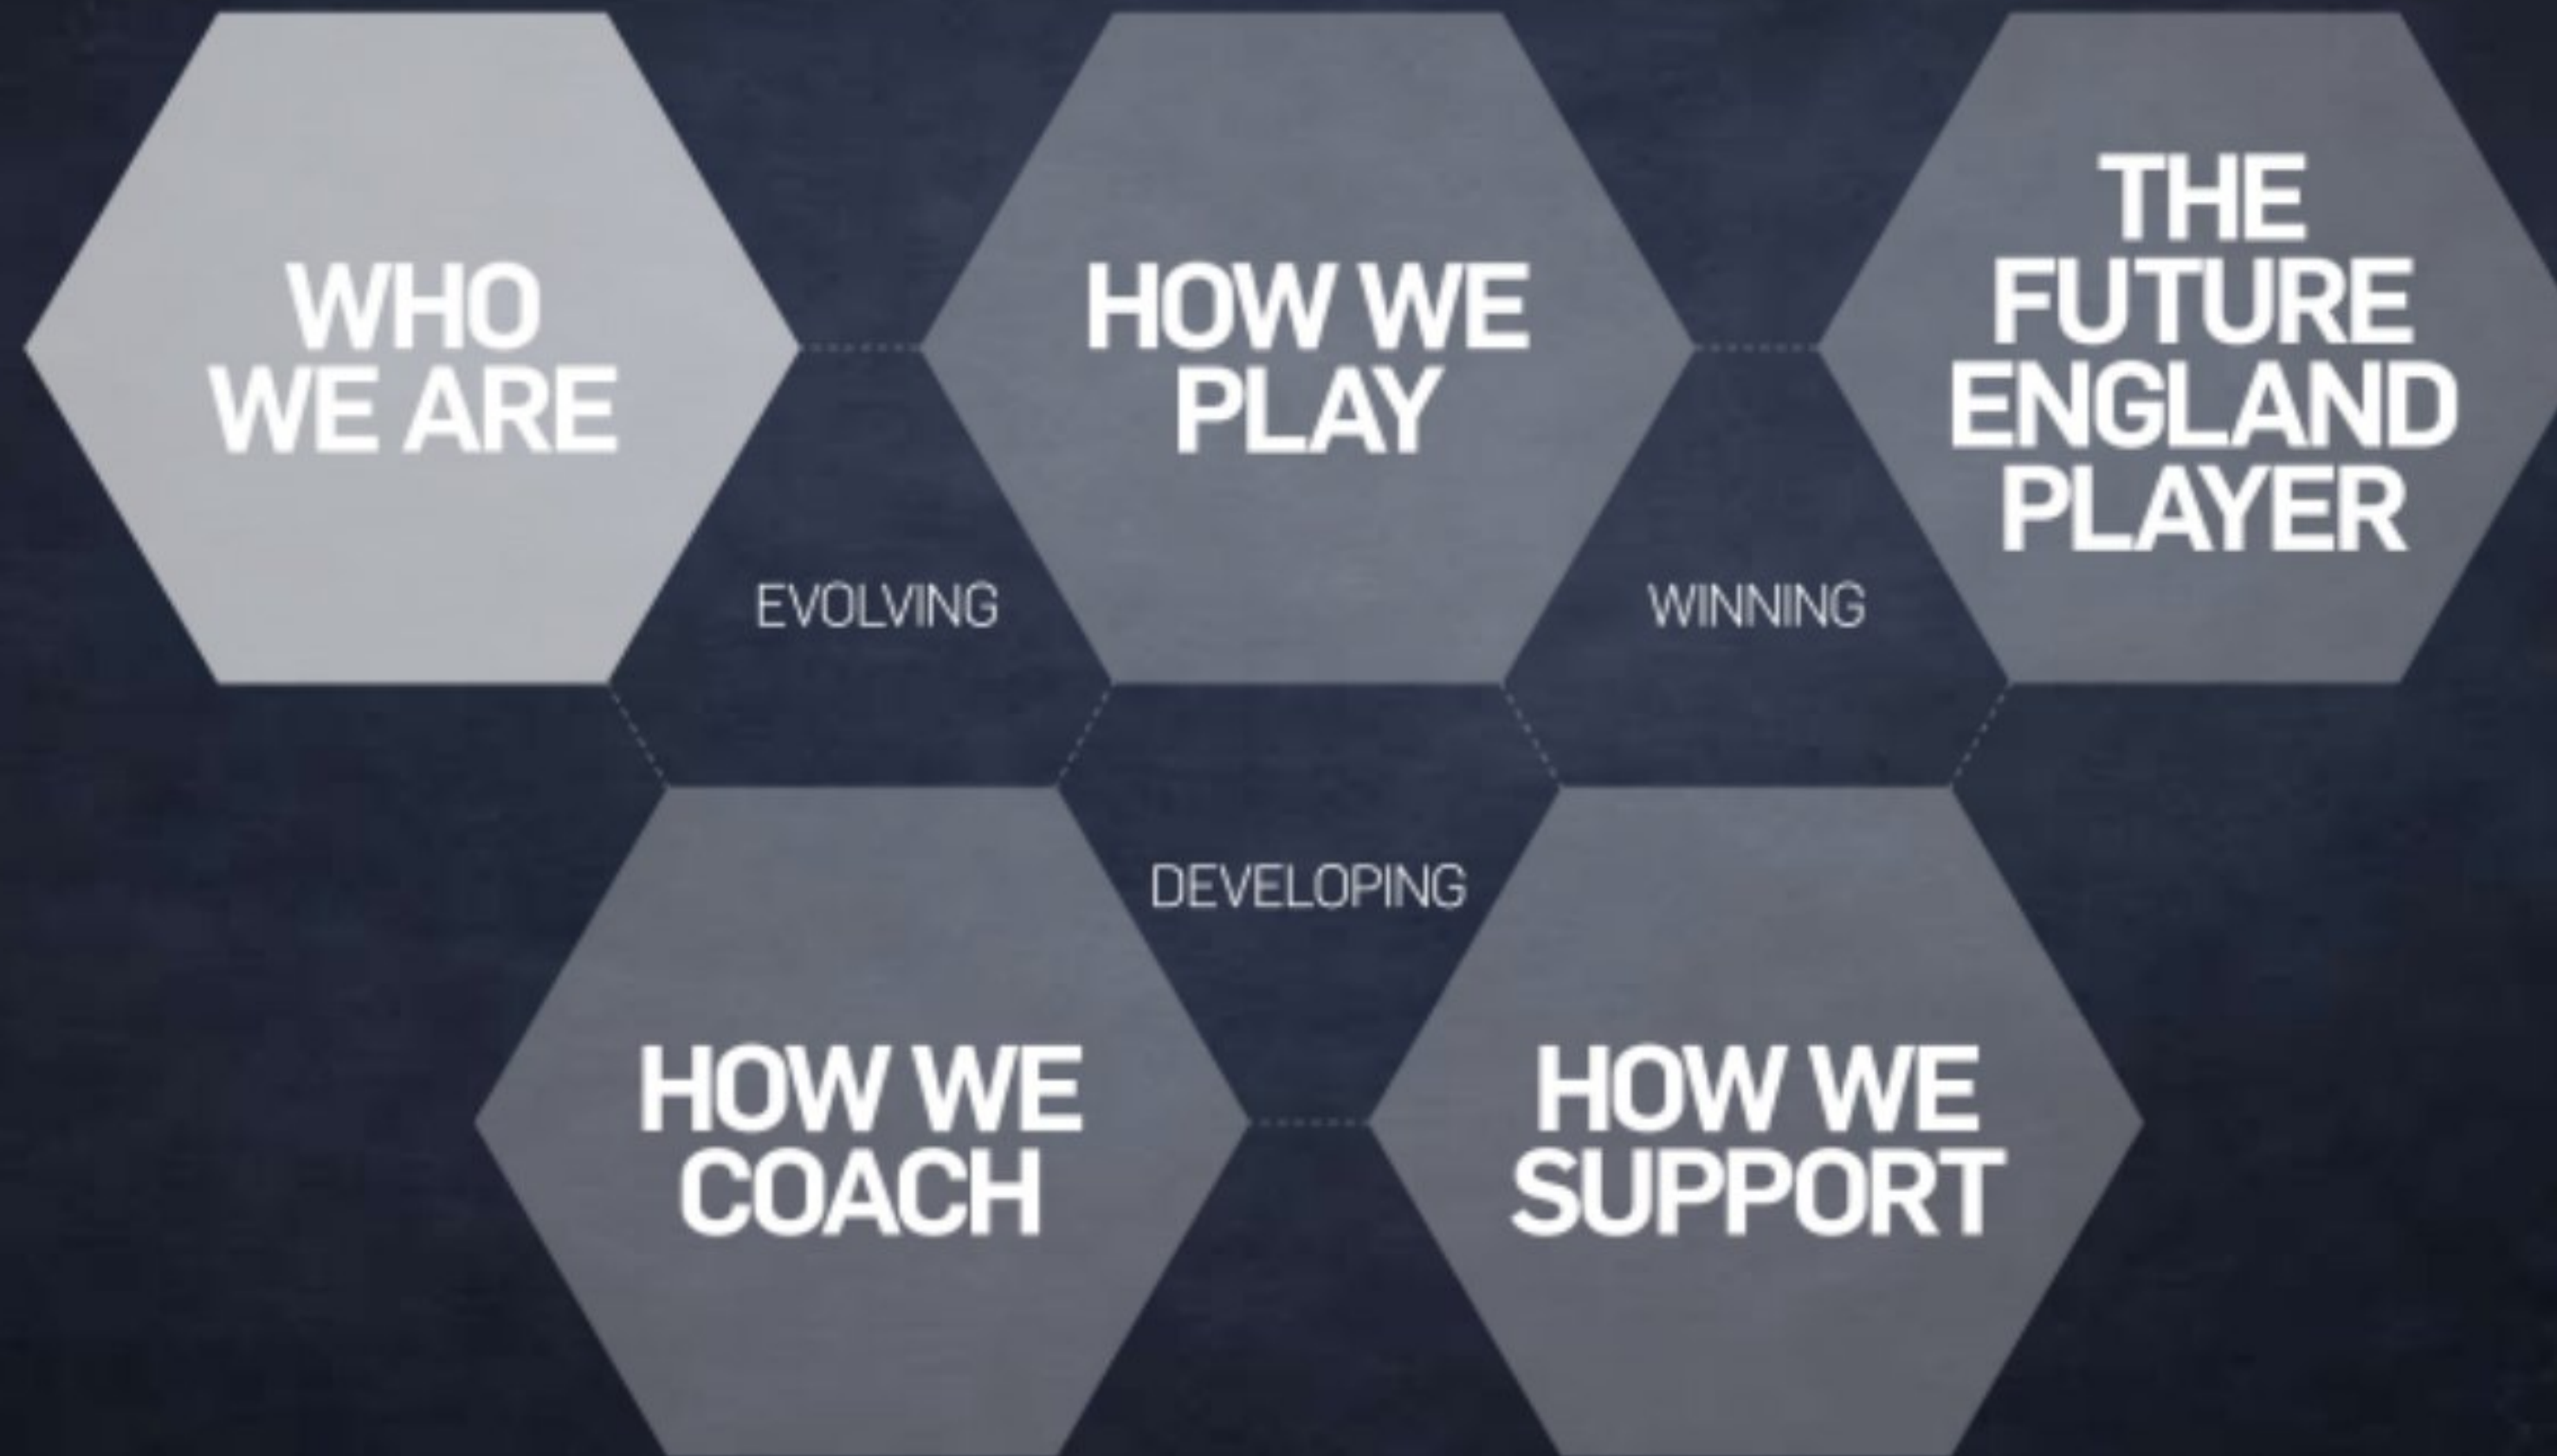 WHO
WE ARE
HOW WE
PLAY
THE
FUTURE
ENGLAND
PLAYER
EVOLVING
WINNING
DEVELOPING
HOW WE
COACH
HOW WE
SUPPORT